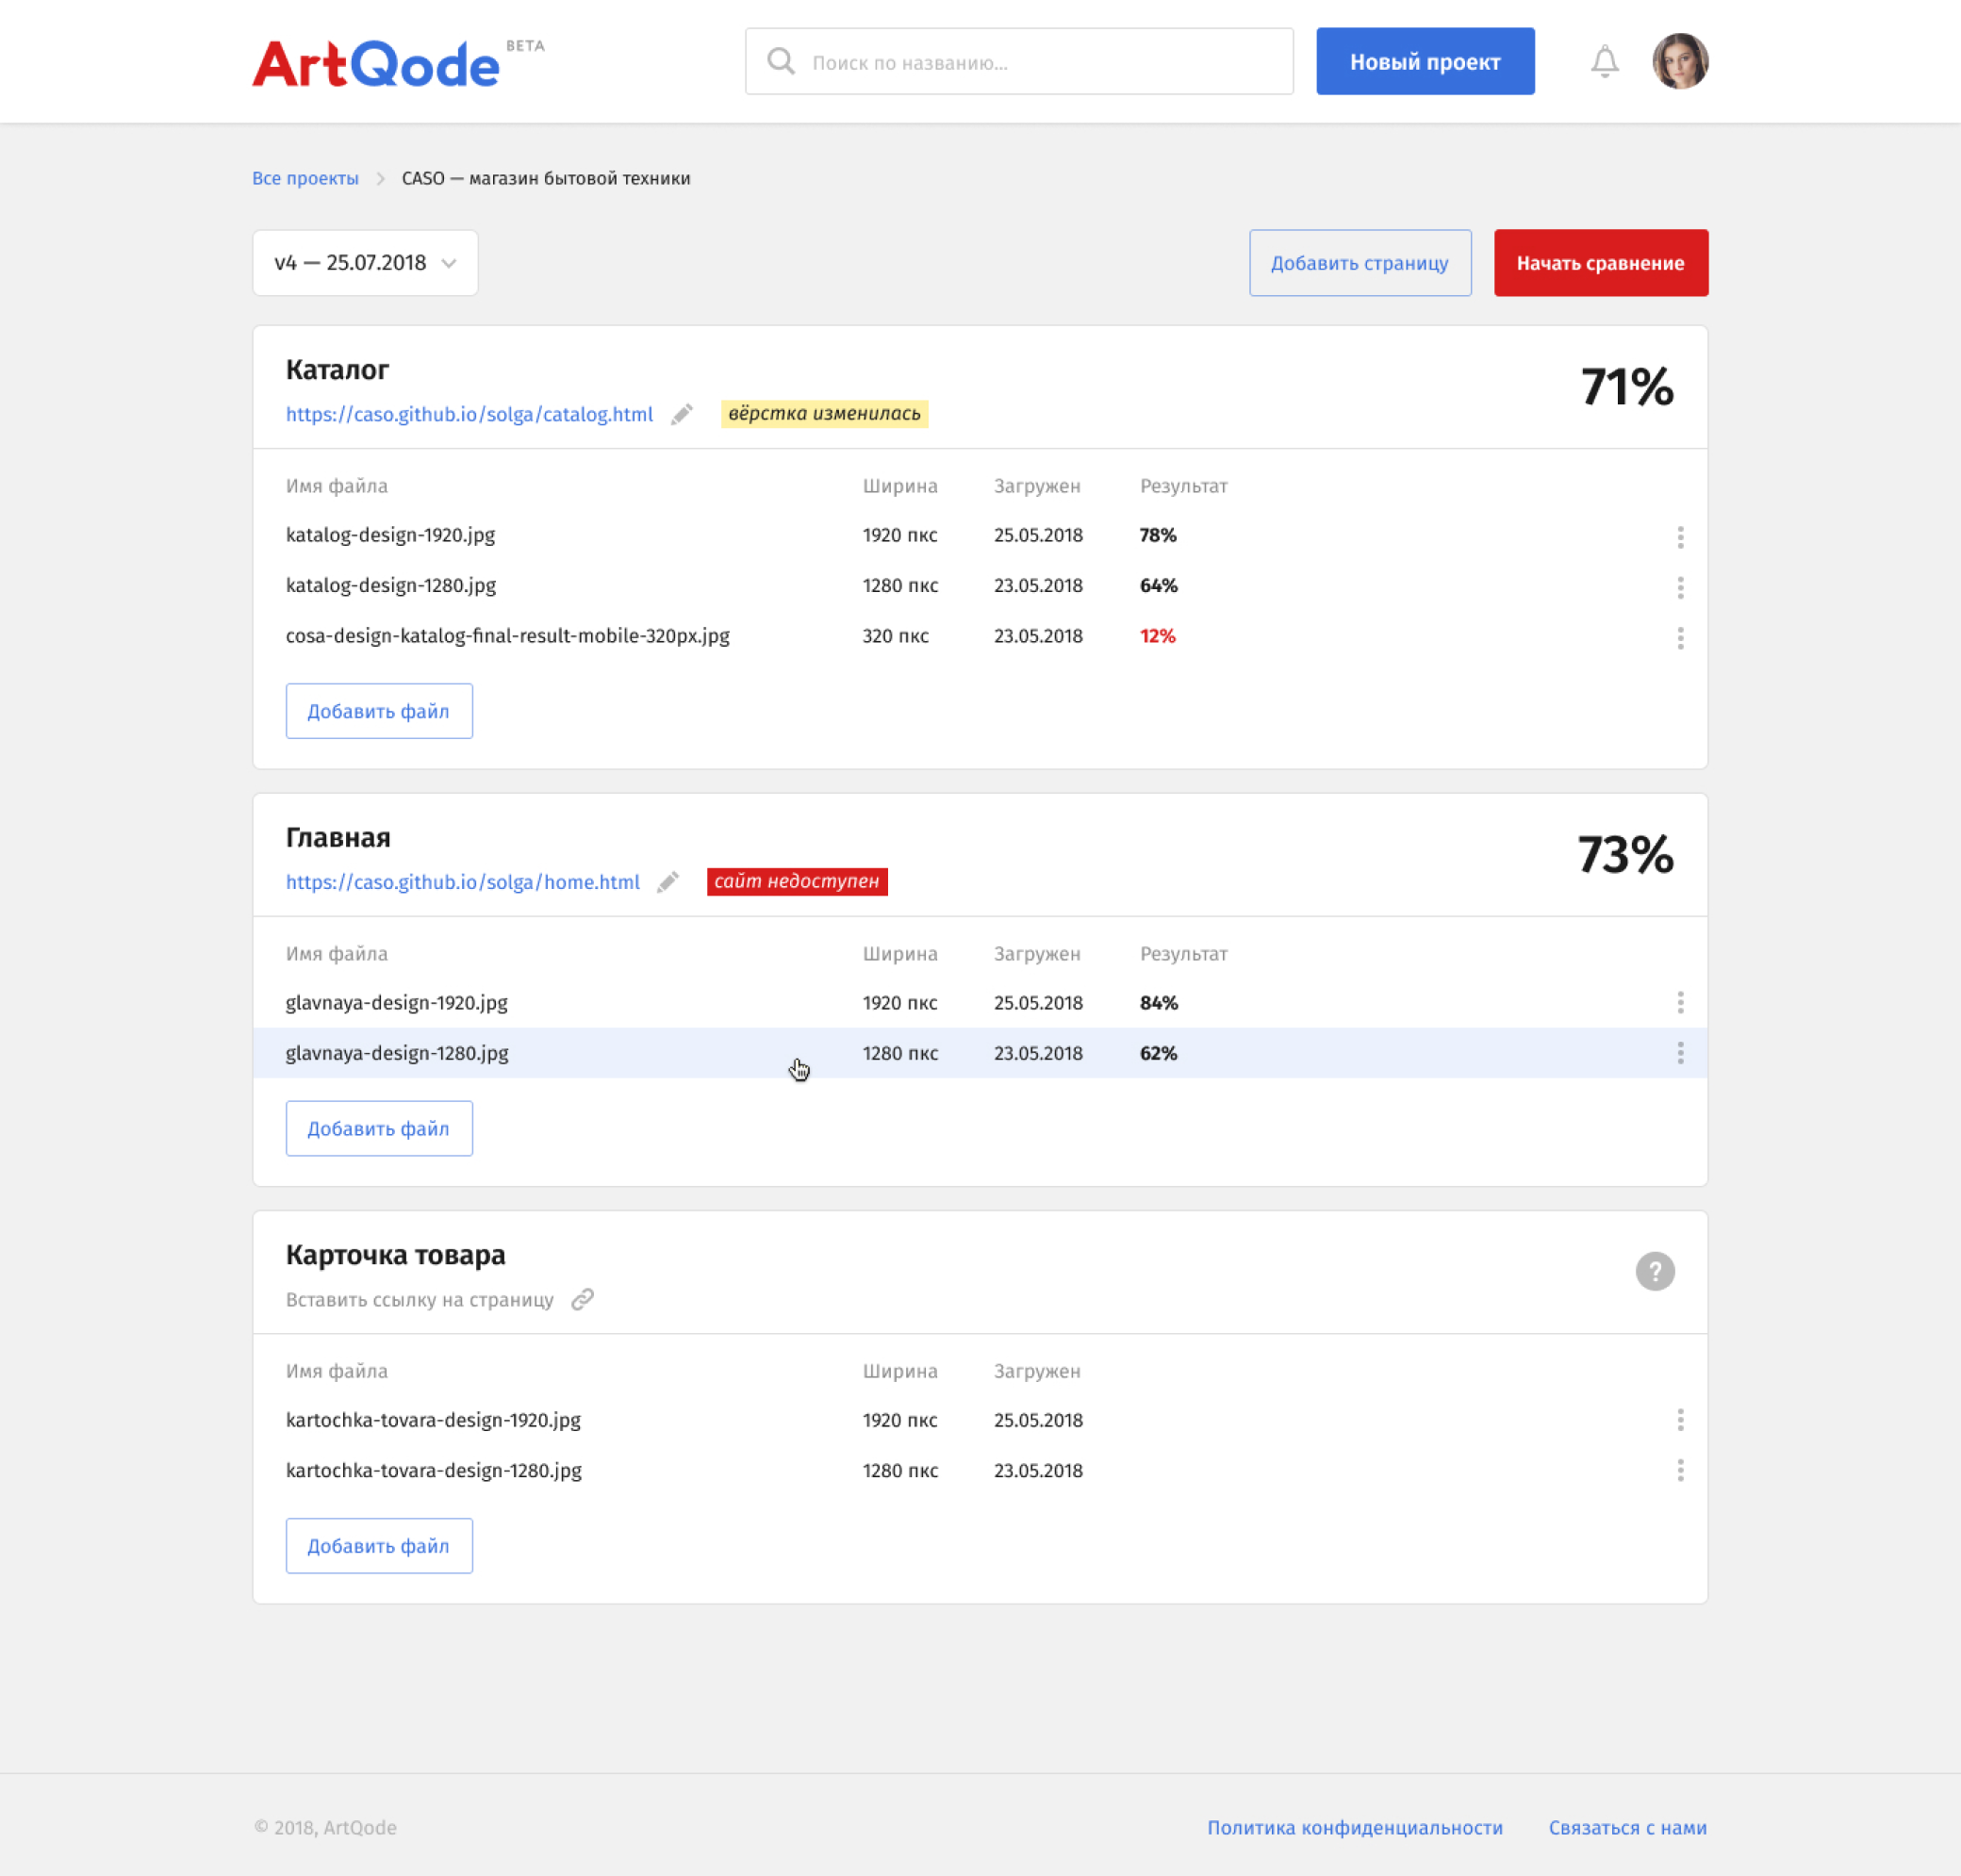 ArtQode BETA
Поиск по названию...
Новый проект
Все проекты
CASO — магазин бытовой техники
v4 — 25.07.2018
Добавить страницу
Начать сравнение
Каталог
71%
https://caso.github.io/solga/catalog.html
вёрстка изменилась
Имя файла Ширина Загружен Результат
katalog-design-1920.jpg 1920 пкс 25.05.2018 78%
katalog-design-1280.jpg 1280 пкс 23.05.2018 64%
cosa-design-katalog-final-result-mobile-320px.jpg 320 пкс 23.05.2018 12%
Добавить файл
Главная
73%
https://caso.github.io/solga/home.html
сайт недоступен
Имя файла Ширина Загружен Результат
glavnaya-design-1920.jpg 1920 пкс 25.05.2018 84%
glavnaya-design-1280.jpg 1280 пкс 23.05.2018 62%
Добавить файл
Карточка товара
?
Вставить ссылку на страницу
Имя файла Ширина Загружен
kartochka-tovara-design-1920.jpg 1920 пкс 25.05.2018
kartochka-tovara-design-1280.jpg 1280 пкс 23.05.2018
Добавить файл
© 2018, ArtQode
Политика конфиденциальности
Связаться с нами